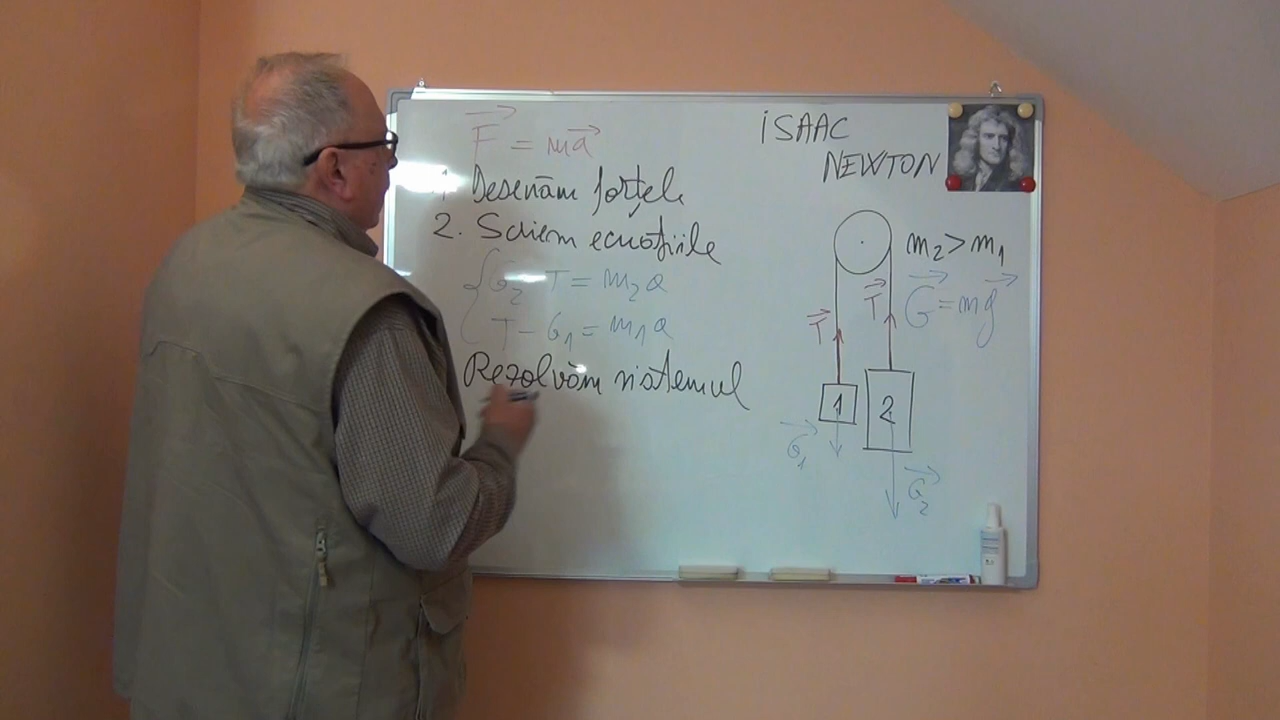 F = ma
1. Desenăm forțele
2. Scriem ecuațiile
G2 - T = m2a
T - G1 = m1a
Rezolvăm sistemul
ISAAC
NEWTON
m2 > m1
G = mg
T
T
1
2
G1
G2